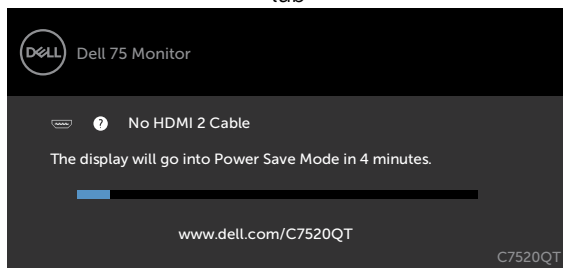 DELL
Dell 75 Monitor
? No HDMI 2 Cable
The display will go into Power Save Mode in 4 minutes.
www.dell.com/C7520QT
C7520QT